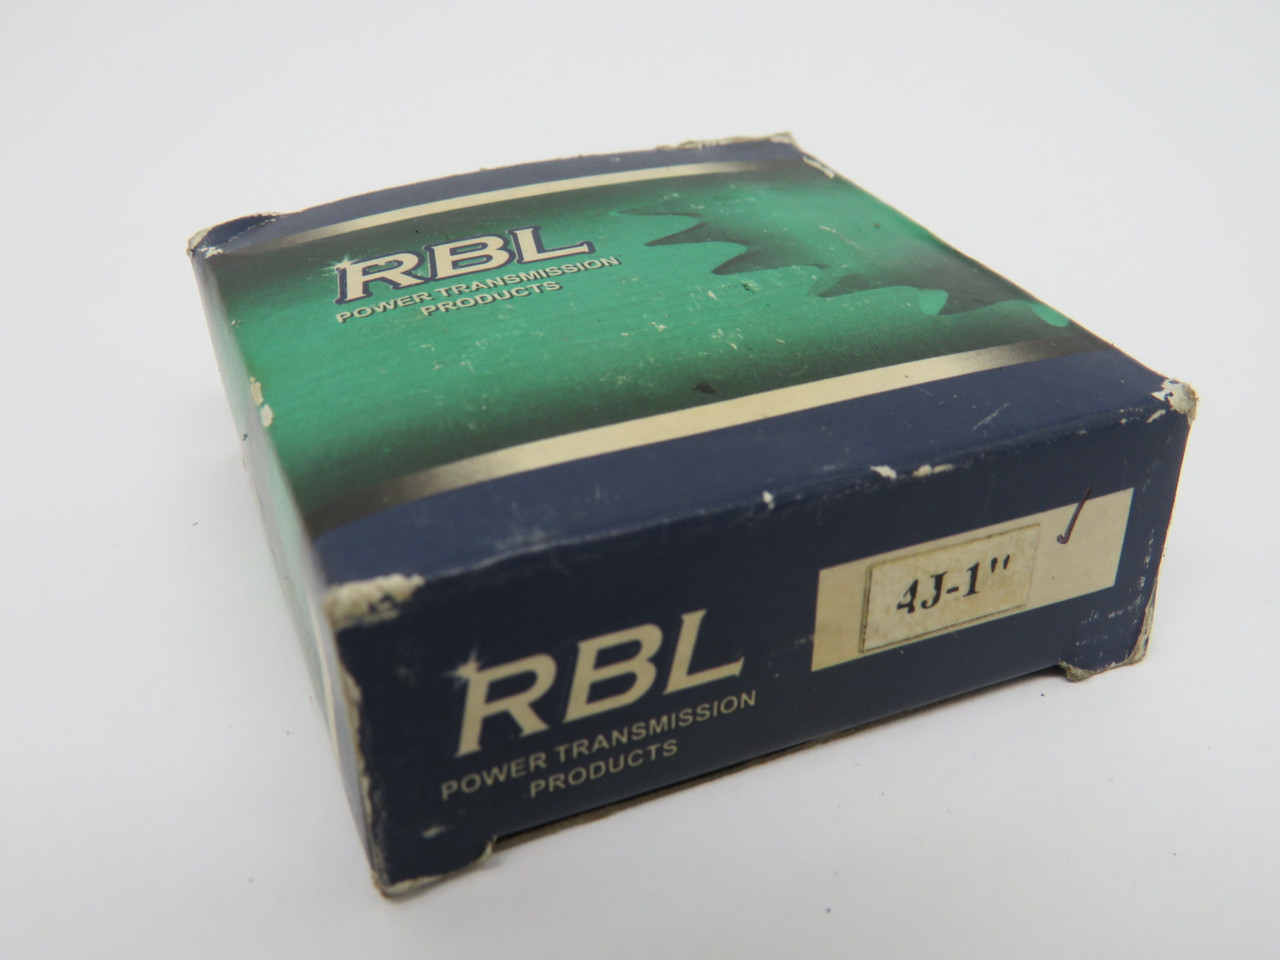 RBL
POWER TRANSMISSION
PRODUCTS
4J-1"
RBL
POWER TRANSMISSION
PRODUCTS